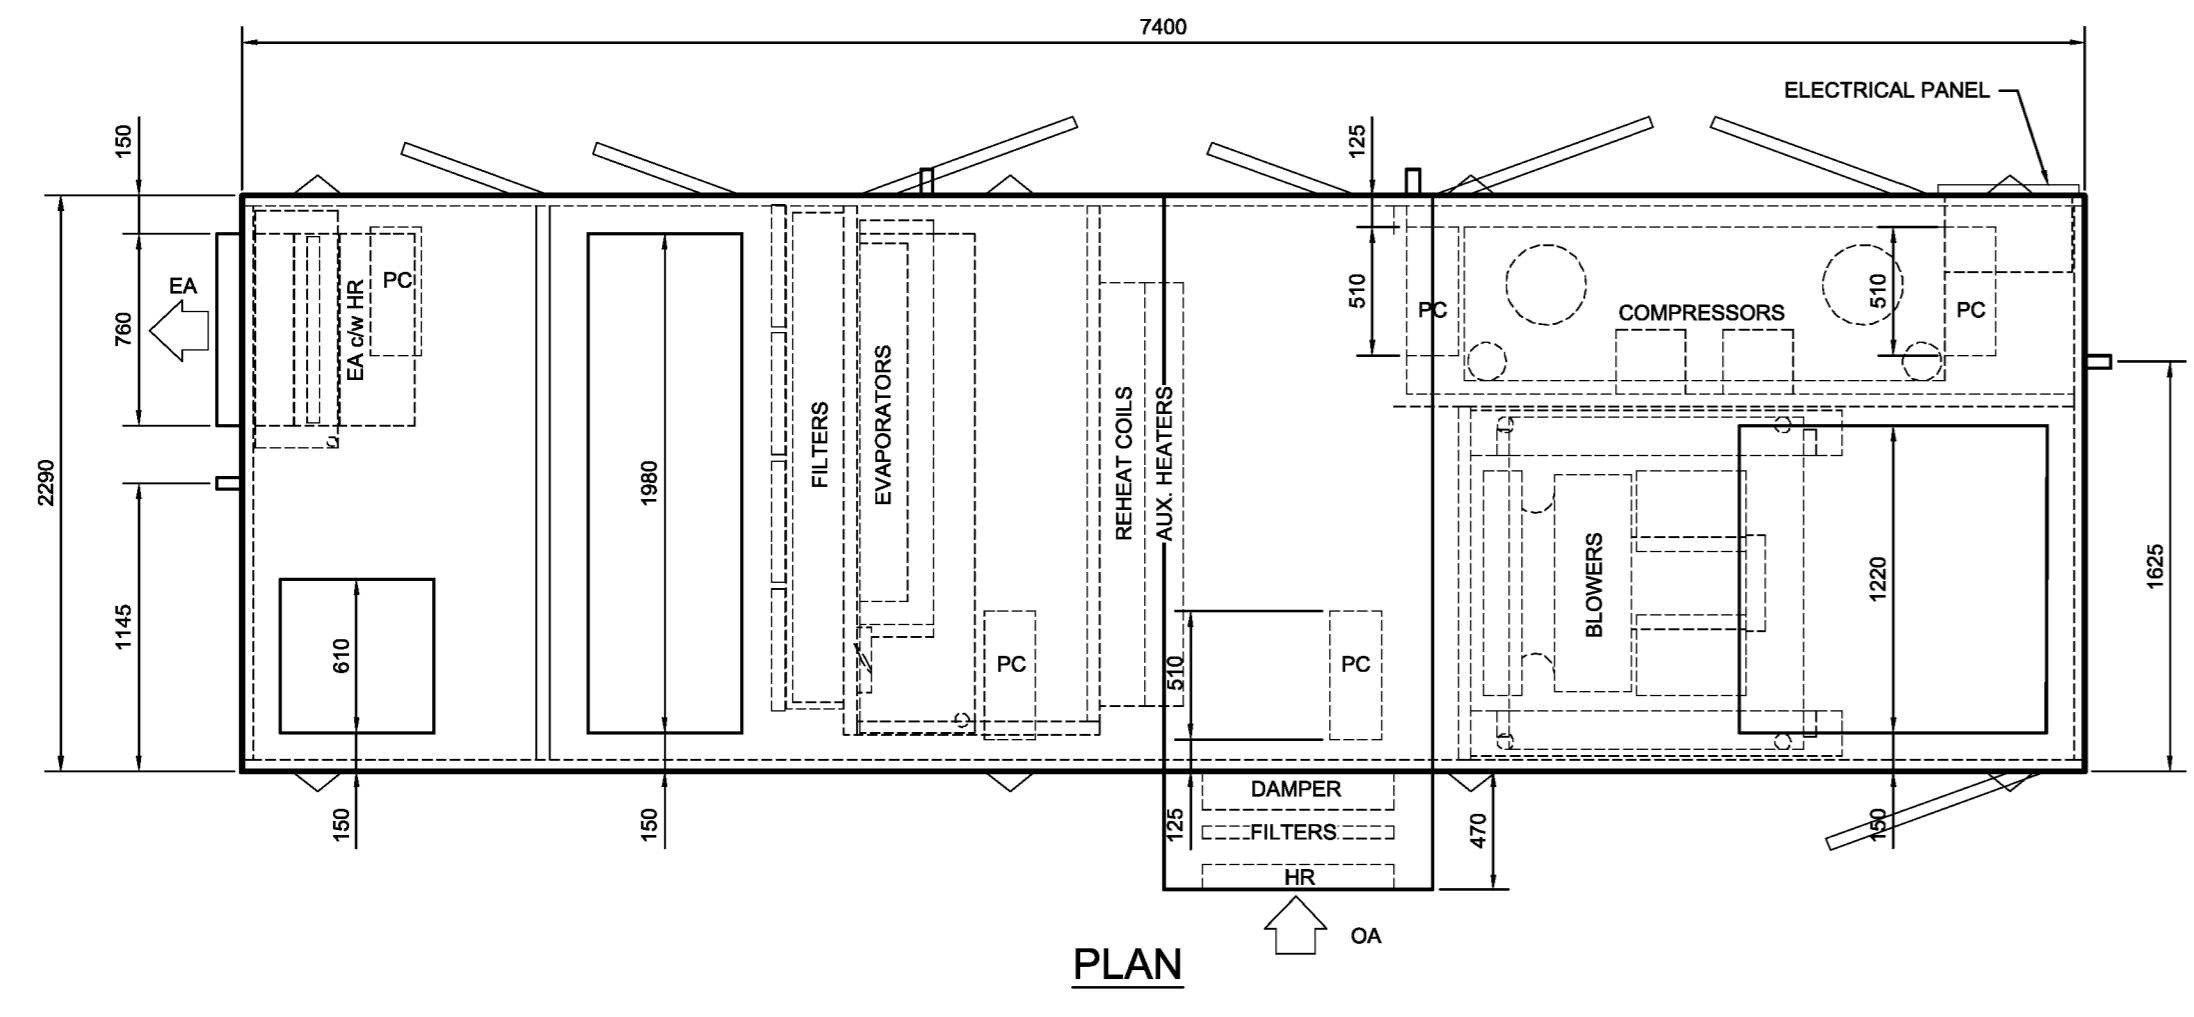 7400
ELECTRICAL PANEL
150
125
EA
760
EA c/w HR
PC
510
PC
COMPRESSORS
510
PC
2290
1145
610
1980
FILTERS
EVAPORATORS
REHEAT COILS
AUX. HEATERS
BLOWERS
1220
1625
PC
510
PC
150
150
125
DAMPER
FILTERS
HR
470
150
OA
PLAN